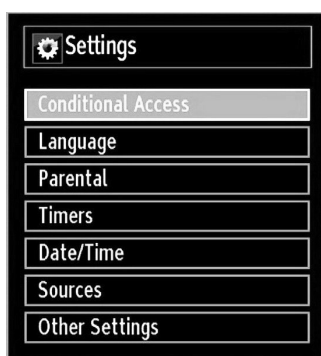 Settings
Conditional Access
Language
Parental
Timers
Date/Time
Sources
Other Settings